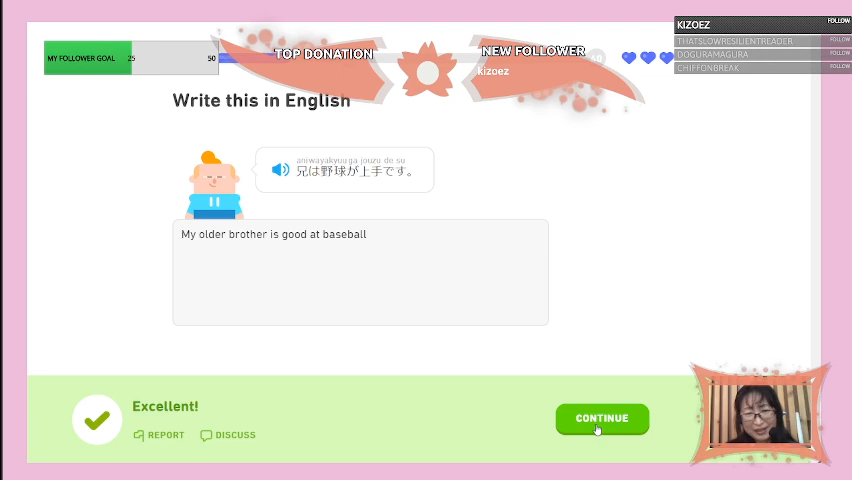 KIZOEZ
FOLLOW
THATSLOWRESILIENTREADER
FOLLOW
DOGURAMAGURA
FOLLOW
CHIFFONBREAK
FOLLOW
MY FOLLOWER GOAL 25 50
TOP DONATION
NEW FOLLOWER
kizoez
Write this in English
aniwayakyuu ga jouzu de su
兄は野球が上手です。
My older brother is good at baseball
Excellent!
REPORT DISCUSS
CONTINUE